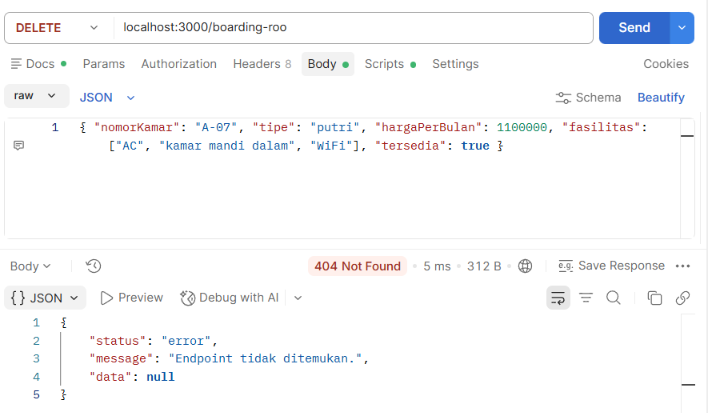 DELETE localhost:3000/boarding-roo Send
Docs Params Authorization Headers 8 Body Scripts Settings Cookies
raw JSON Schema Beautify
1 { "nomorKamar": "A-07", "tipe": "putri", "hargaPerBulan": 1100000, "fasilitas":
["AC", "kamar mandi dalam", "WiFi"], "tersedia": true }
Body 404 Not Found • 5 ms • 312 B • e.g. Save Response
{} JSON Preview Debug with AI
1 {
2 "status": "error",
3 "message": "Endpoint tidak ditemukan.",
4 "data": null
5 }